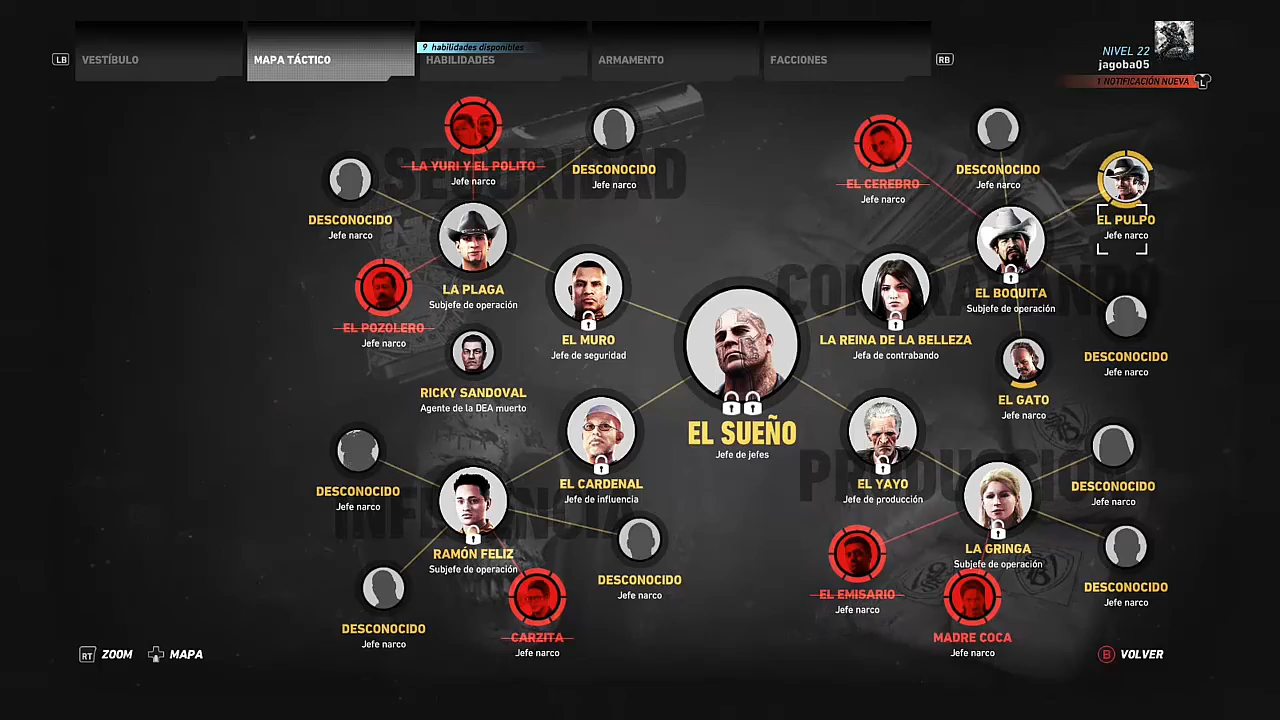 LB
VESTÍBULO
MAPA TÁCTICO
9 habilidades disponibles
HABILIDADES
ARMAMENTO
FACCIONES
RB
NIVEL 22
jagoba05
1 NOTIFICACIÓN NUEVA
L
SEGURIDAD
CONTRABANDO
INFLUENCIA
PRODUCCIÓN
LA YURI Y EL POLITO
Jefe narco
DESCONOCIDO
Jefe narco
DESCONOCIDO
Jefe narco
LA PLAGA
Subjefe de operación
EL POZOLERO
Jefe narco
EL MURO
Jefe de seguridad
RICKY SANDOVAL
Agente de la DEA muerto
EL CEREBRO
Jefe narco
DESCONOCIDO
Jefe narco
EL PULPO
Jefe narco
EL BOQUITA
Subjefe de operación
LA REINA DE LA BELLEZA
Jefa de contrabando
DESCONOCIDO
Jefe narco
EL GATO
Jefe narco
EL SUEÑO
Jefe de jefes
EL CARDENAL
Jefe de influencia
DESCONOCIDO
Jefe narco
RAMÓN FELIZ
Subjefe de operación
DESCONOCIDO
Jefe narco
DESCONOCIDO
Jefe narco
CARZITA
Jefe narco
EL YAYO
Jefe de producción
DESCONOCIDO
Jefe narco
LA GRINGA
Subjefe de operación
EL EMISARIO
Jefe narco
DESCONOCIDO
Jefe narco
MADRE COCA
Jefe narco
RT ZOOM
MAPA
B VOLVER